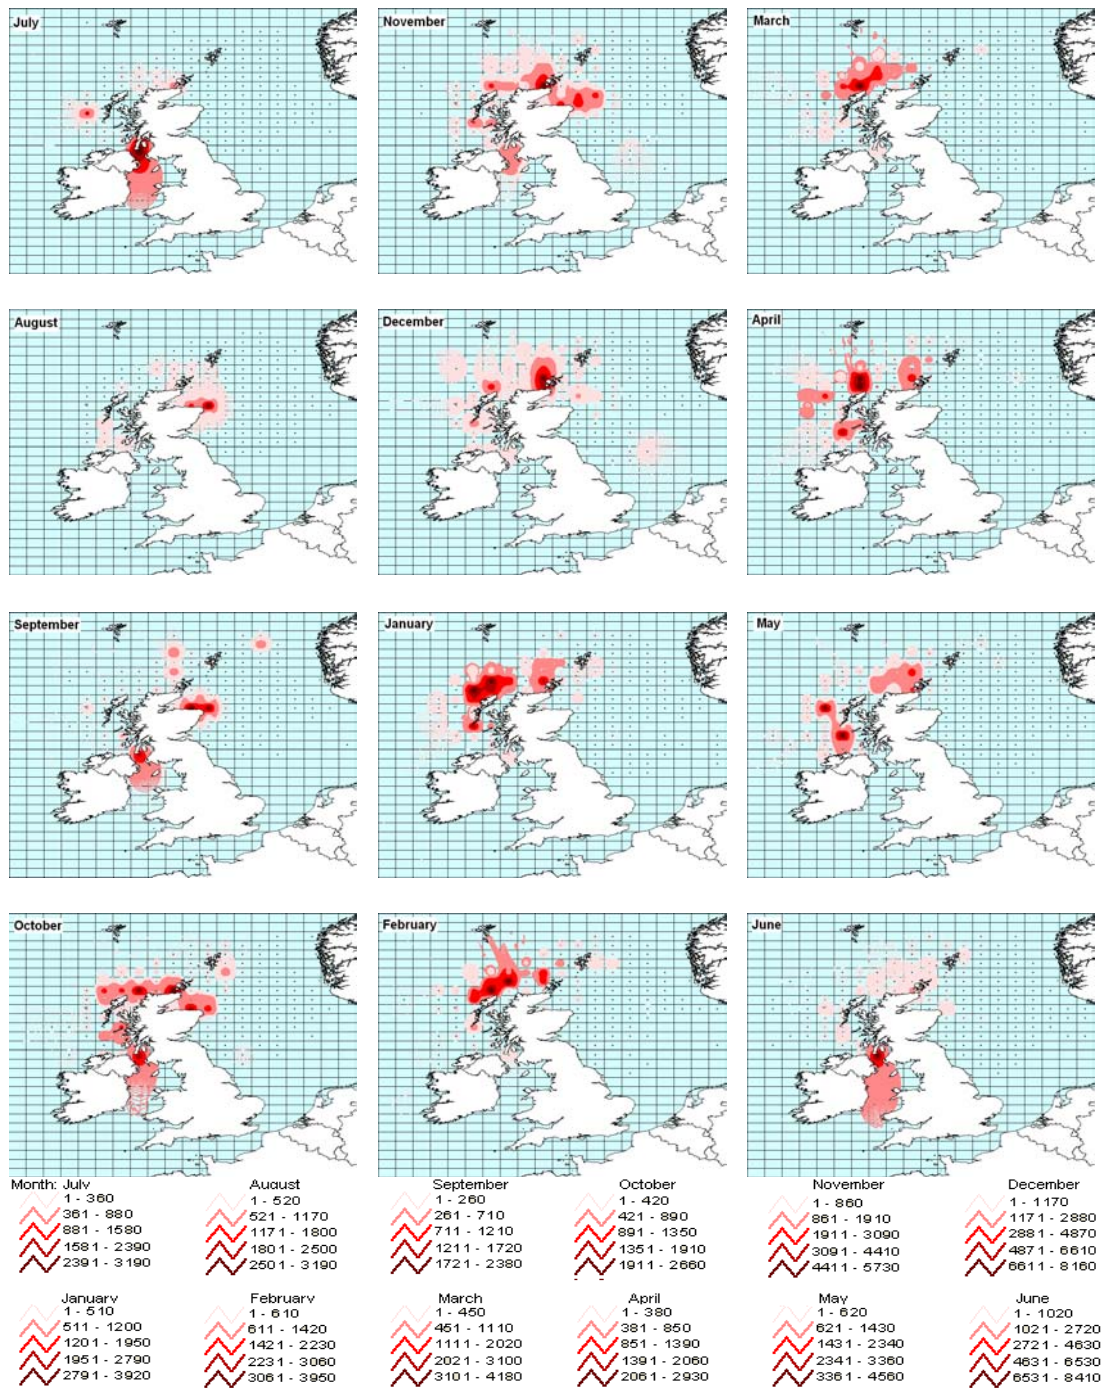 July
November
March
August
December
April
September
January
May
October
February
June
Month: July
1 - 360
361 - 880
881 - 1580
1581 - 2390
2391 - 3190
August
1 - 520
521 - 1170
1171 - 1800
1801 - 2500
2501 - 3190
September
1 - 260
261 - 710
711 - 1210
1211 - 1720
1721 - 2380
October
1 - 420
421 - 890
891 - 1350
1351 - 1910
1911 - 2660
November
1 - 860
861 - 1910
1911 - 3090
3091 - 4410
4411 - 5730
December
1 - 1170
1171 - 2880
2881 - 4870
4871 - 6610
6611 - 8160
January
1 - 510
511 - 1200
1201 - 1950
1951 - 2790
2791 - 3920
February
1 - 610
611 - 1420
1421 - 2230
2231 - 3060
3061 - 3950
March
1 - 450
451 - 1110
1111 - 2020
2021 - 3100
3101 - 4180
April
1 - 380
381 - 850
851 - 1390
1391 - 2060
2061 - 2930
May
1 - 620
621 - 1430
1431 - 2340
2341 - 3360
3361 - 4560
June
1 - 1020
1021 - 2720
2721 - 4630
4631 - 6530
6531 - 8410